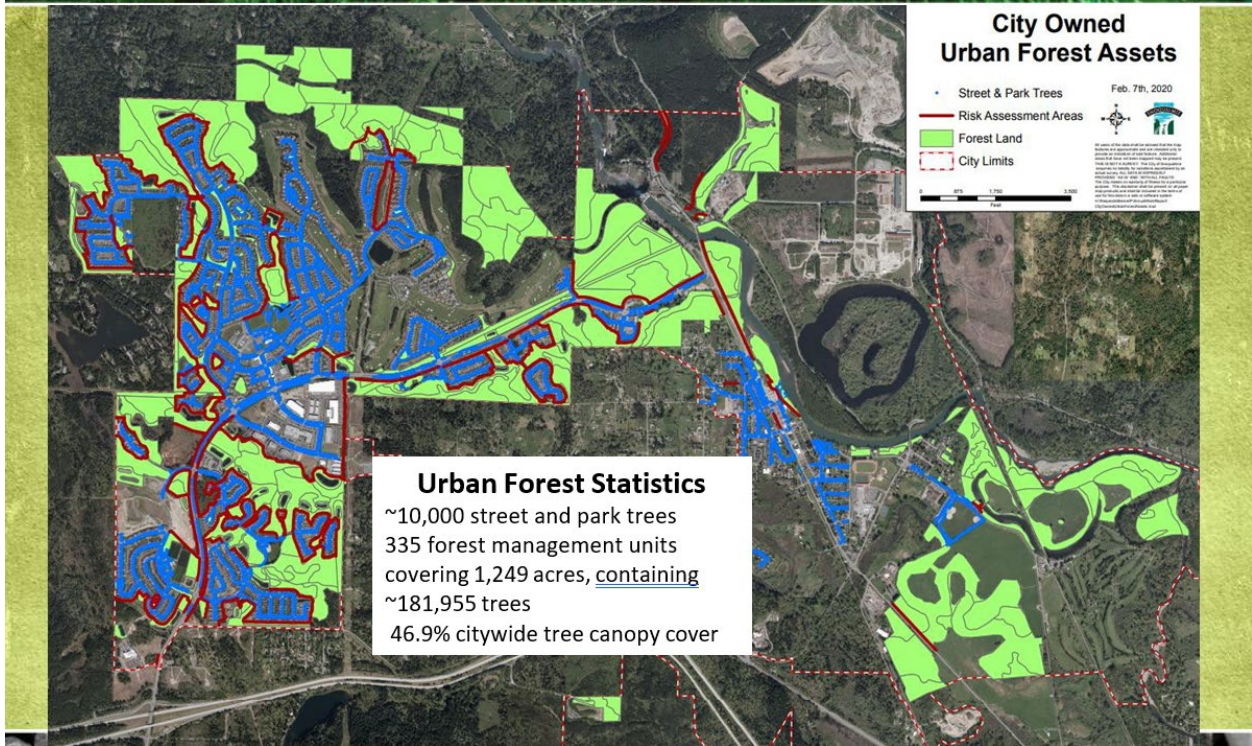 City Owned
Urban Forest Assets
Feb. 7th, 2020
Street & Park Trees
Risk Assessment Areas
Forest Land
City Limits
0 875 1,750 3,500
Feet
Urban Forest Statistics
~10,000 street and park trees
335 forest management units
covering 1,249 acres, containing
~181,955 trees
46.9% citywide tree canopy cover